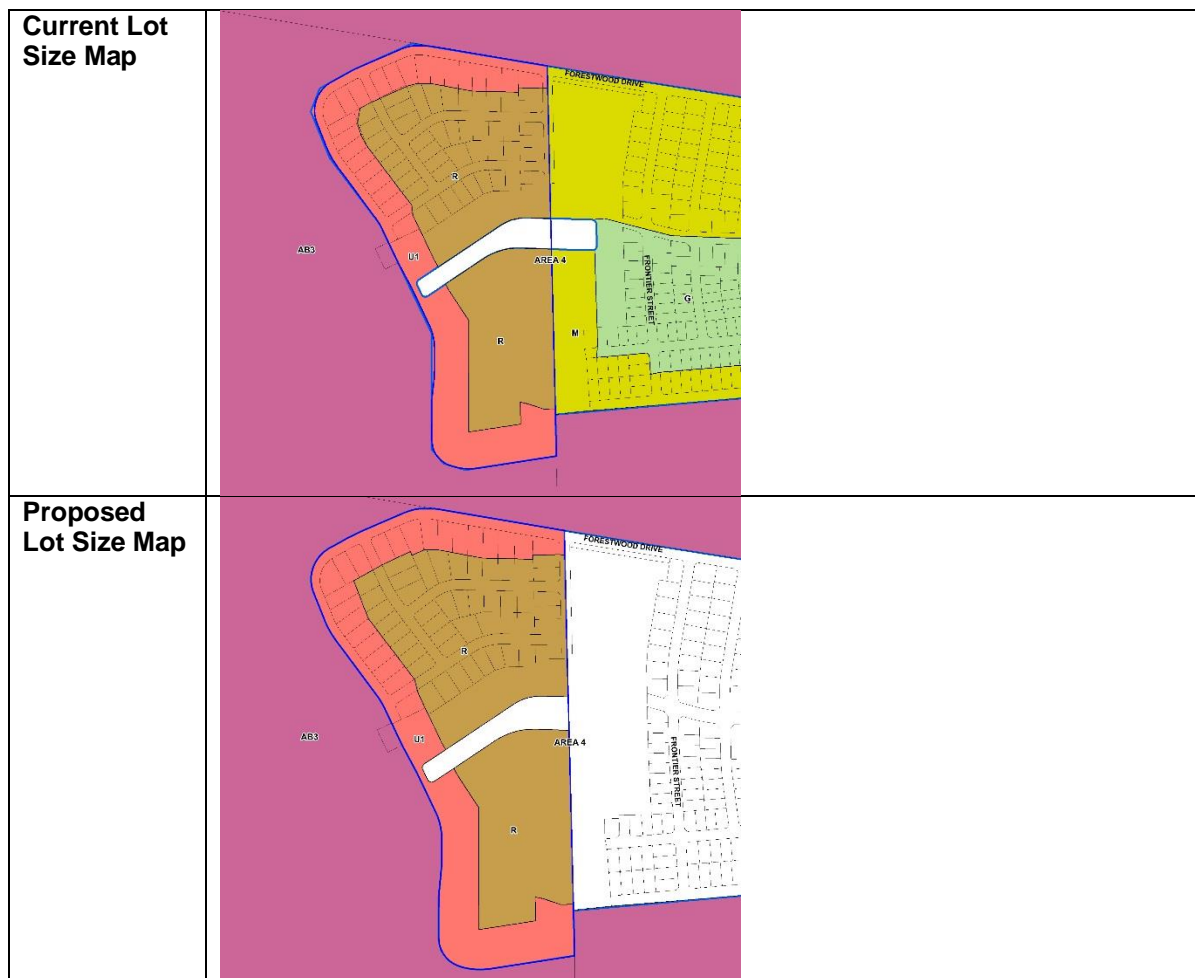 Current Lot
Size Map
FORESTWOOD DRIVE
R
AB3
U1
AREA 4
FRONTIER STREET
G
M
R
Proposed
Lot Size Map
FORESTWOOD DRIVE
R
AB3
U1
AREA 4
FRONTIER STREET
R